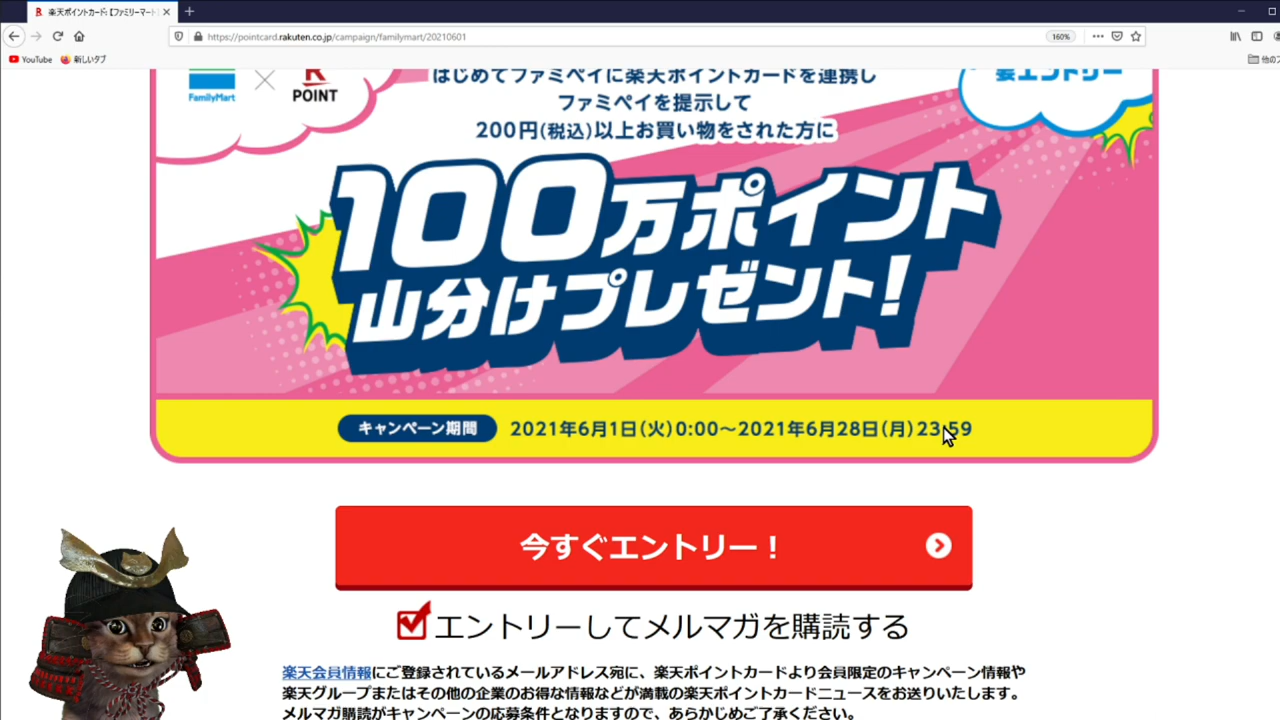 楽天ポイントカード:【ファミリーマート
https://pointcard.rakuten.co.jp/campaign/familymart/20210601
160%
YouTube
新しいタブ
はじめてファミペイに楽天ポイントカードを連携し
要エントリー
FamilyMart
R
POINT
ファミペイを提示して
200円(税込)以上お買い物をされた方に
100万ポイント
山分けプレゼント!
キャンペーン期間 2021年6月1日(火)0:00～2021年6月28日(月)23:59
今すぐエントリー！
エントリーしてメルマガを購読する
楽天会員情報にご登録されているメールアドレス宛に、楽天ポイントカードより会員限定のキャンペーン情報や
楽天グループまたはその他の企業のお得な情報などが満載の楽天ポイントカードニュースをお送りいたします。
メルマガ購読がキャンペーンの応募条件となりますので、あらかじめご了承ください。